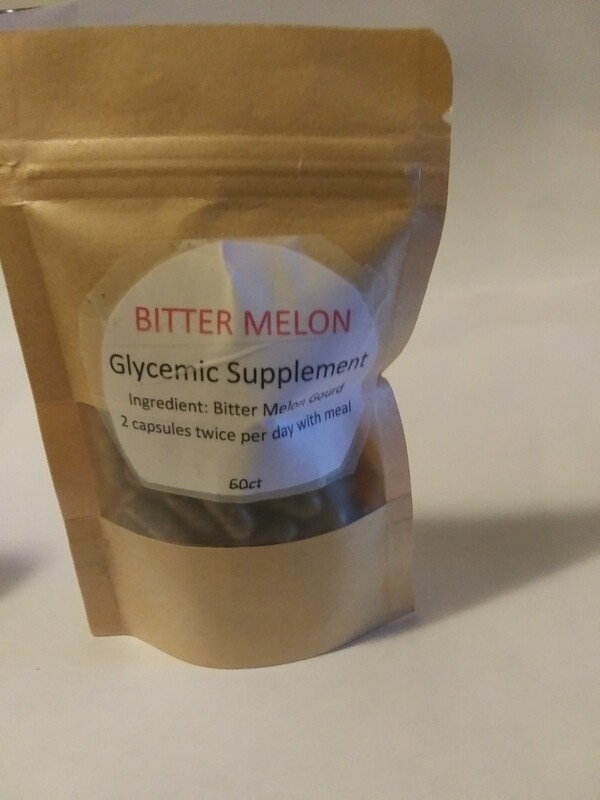 BITTER MELON
Glycemic Supplement
Ingredient: Bitter Melon Gourd
2 capsules twice per day with meal
60ct